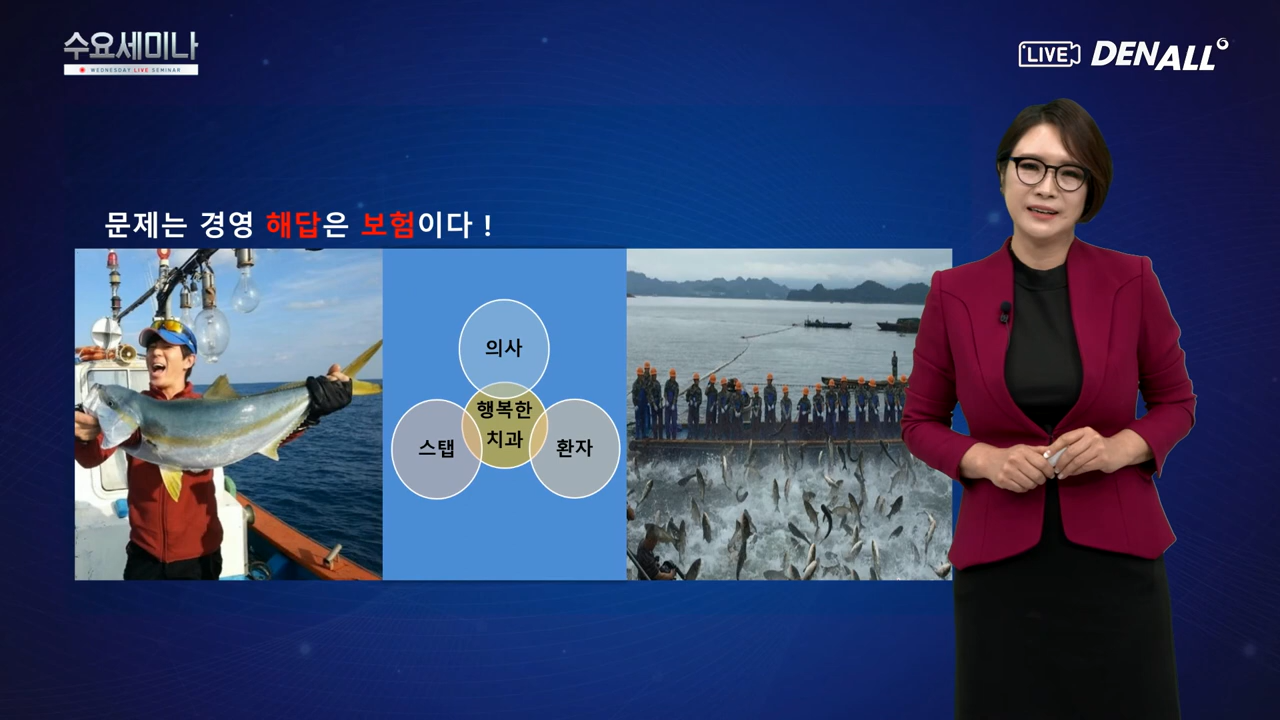 수요세미나
WEDNESDAY LIVE SEMINAR
LIVE DENALL
문제는 경영 해답은 보험이다 !
의사
행복한
치과
스탭
환자